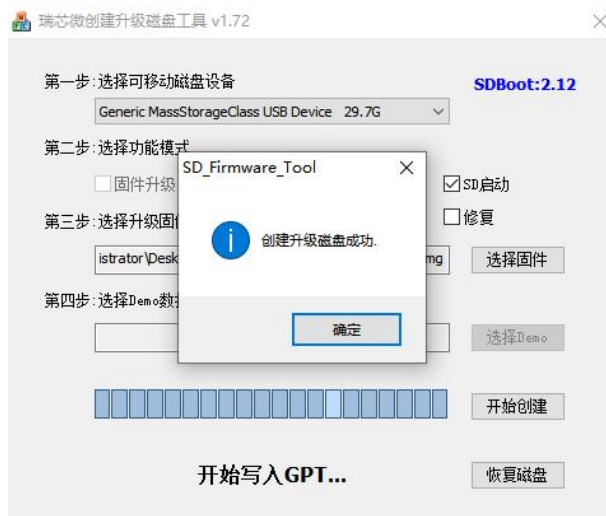 瑞芯微创建升级磁盘工具 v1.72
第一步:选择可移动磁盘设备
SDBoot:2.12
Generic MassStorageClass USB Device 29.7G
第二步:选择功能模式
SD_Firmware_Tool
固件升级
SD启动
第三步:选择升级固
修复
创建升级磁盘成功.
istrator\Desk
mg
选择固件
第四步:选择Demo数
确定
选择Demo
开始创建
开始写入GPT...
恢复磁盘